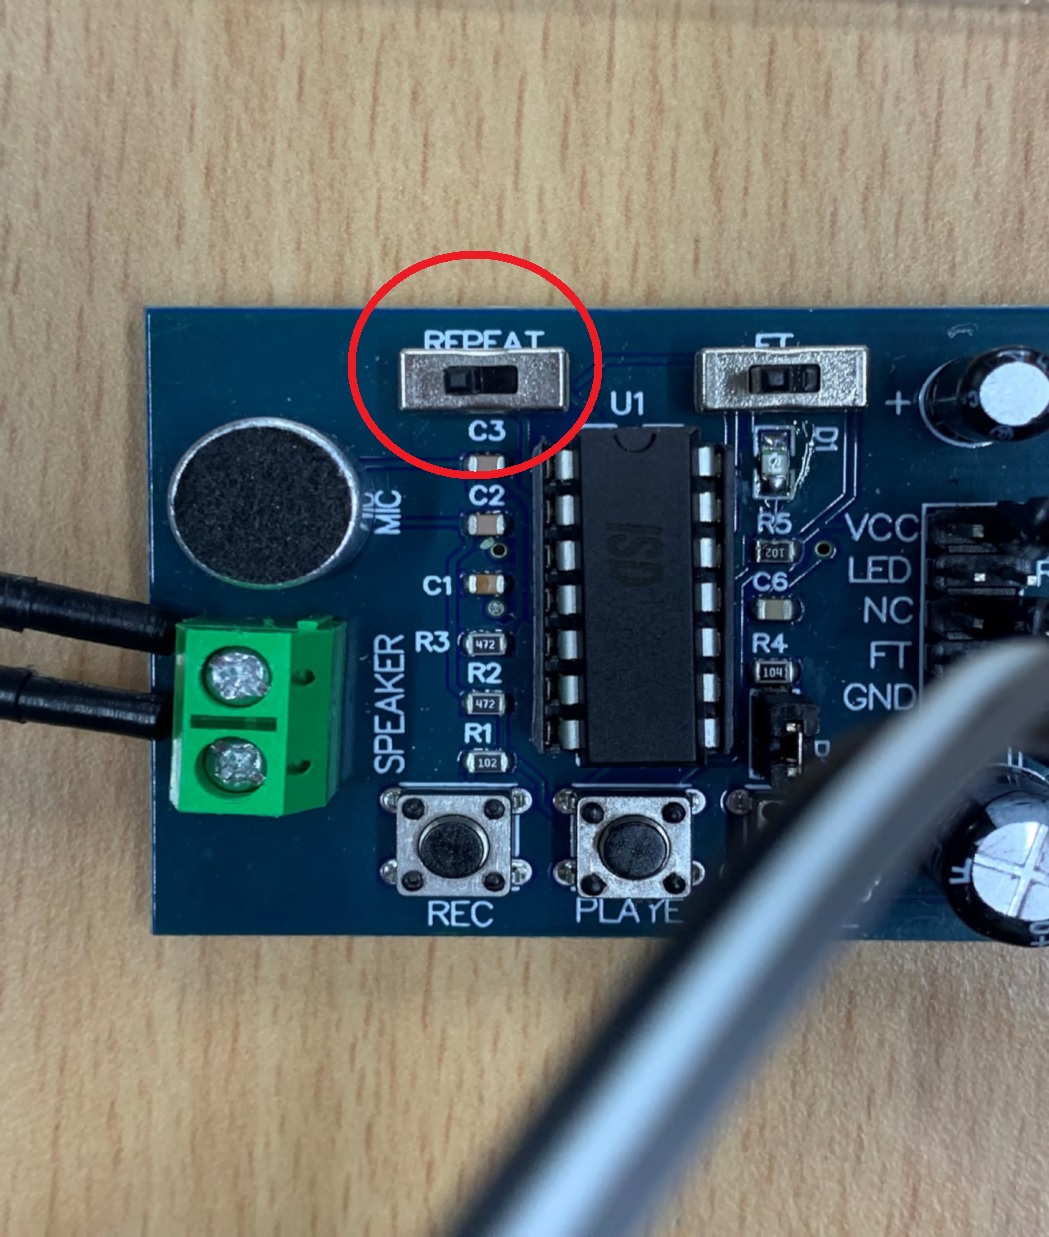 REPEAT
FT
U1
+
C3
D1
C2
MIC
R5
VCC
102
LED
C1
C6
NC
ISD
R3
472
SPEAKER
R4
FT
R2
104
GND
472
R1
102
REC
PLAYE